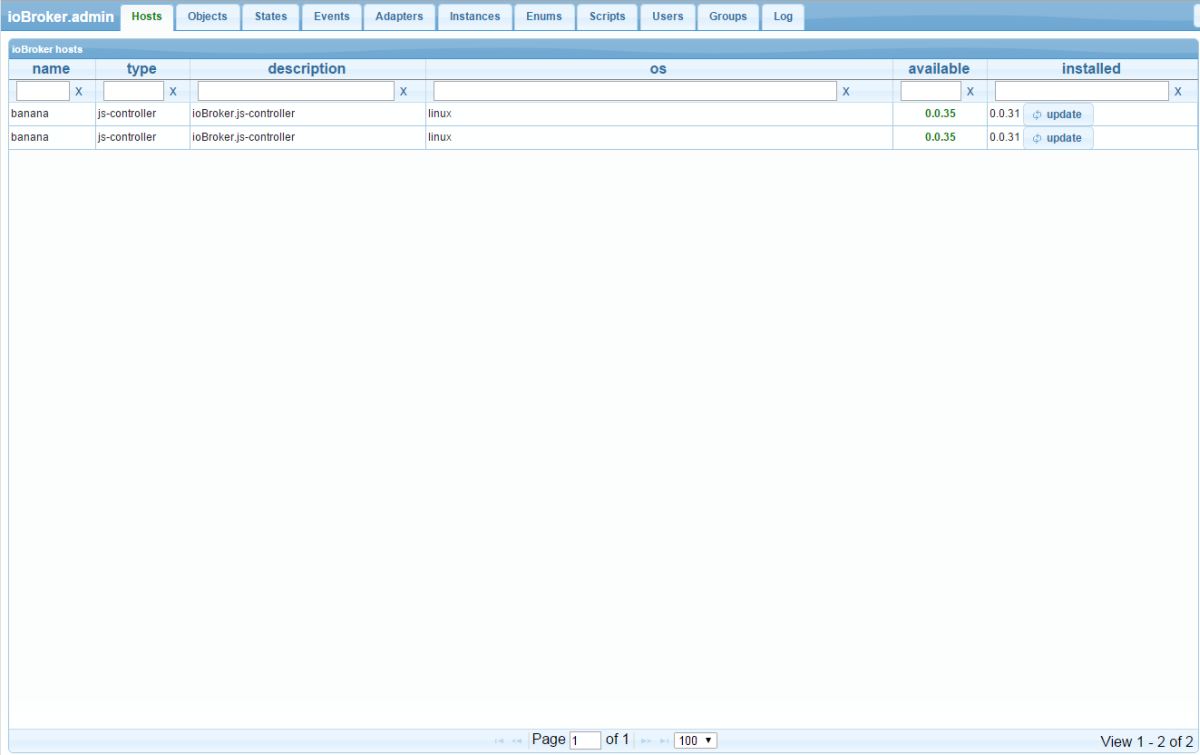 ioBroker.admin Hosts Objects States Events Adapters Instances Enums Scripts Users Groups Log
ioBroker hosts
name type description os available installed
x x x x x x
banana js-controller ioBroker.js-controller linux 0.0.35 0.0.31 update
banana js-controller ioBroker.js-controller linux 0.0.35 0.0.31 update
Page 1 of 1 100 View 1 - 2 of 2